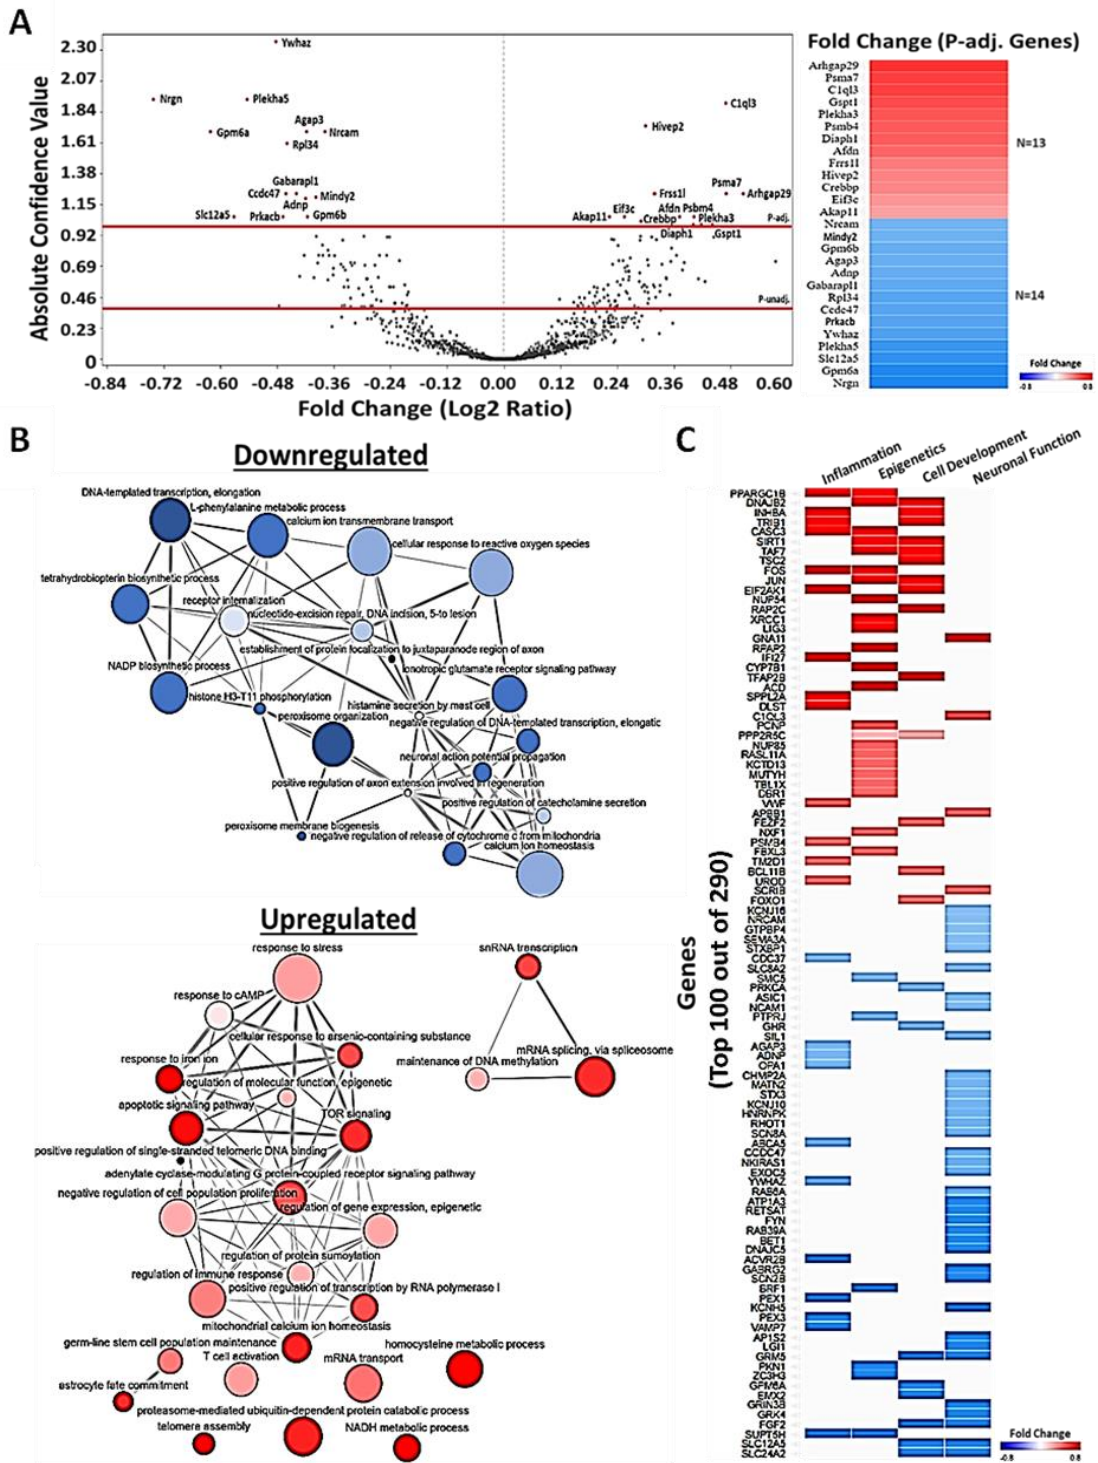 A
Absolute Confidence Value
2.30
2.07
1.84
1.61
1.38
1.15
0.92
0.69
0.46
0.23
0
-0.84
-0.72
-0.60
-0.48
-0.36
-0.24
-0.12
0.00
0.12
0.24
0.36
0.48
0.60
Fold Change (Log2 Ratio)
Ywhaz
Nrgn
Plekha5
Agap3
Gpm6a
Nrcam
Rpl34
Gabarapl1
Ccdc47
Mindy2
Adnp
Slc12a5
Prkacb
Gpm6b
C1ql3
Hivep2
Psma7
Frss1l
Arhgap29
Eif3c
Afdn
Psbm4
Akap11
Crebbp
Plekha3
P-adj.
Diaph1
Gspt1
P-unadj.
Fold Change (P-adj. Genes)
Arhgap29
Psma7
C1ql3
Gspt1
Plekha3
Psmb4
Diaph1
Afdn
Frrs1l
Hivep2
Crebbp
Eif3c
Akap11
Nrcam
Mindy2
Gpm6b
Agap3
Adnp
Gabarapl1
Rpl34
Ccdc47
Prkacb
Ywhaz
Plekha5
Slc12a5
Gpm6a
Nrgn
N=13
N=14
Fold Change
-0.8
0.8
B
Downregulated
DNA-templated transcription, elongation
L-phenylalanine metabolic process
calcium ion transmembrane transport
cellular response to reactive oxygen species
tetrahydrobiopterin biosynthetic process
receptor internalization
nucleotide-excision repair, DNA incision, 5-to lesion
establishment of protein localization to juxtaparanode region of axon
ionotropic glutamate receptor signaling pathway
NADP biosynthetic process
histone H3-T11 phosphorylation
histamine secretion by mast cell
peroxisome organization
negative regulation of DNA-templated transcription, elongatic
neuronal action potential propagation
positive regulation of axon extension involved in regeneration
positive regulation of catecholamine secretion
peroxisome membrane biogenesis
negative regulation of release of cytochrome c from mitochondria
calcium ion homeostasis
Upregulated
response to stress
snRNA transcription
response to cAMP
cellular response to arsenic-containing substance
mRNA splicing, via spliceosome
response to iron ion
maintenance of DNA methylation
regulation of molecular function, epigenetic
apoptotic signaling pathway
TOR signaling
positive regulation of single-stranded telomeric DNA binding
adenylate cyclase-modulating G protein-coupled receptor signaling pathway
negative regulation of cell population proliferation
regulation of gene expression, epigenetic
regulation of protein sumoylation
regulation of immune response
positive regulation of transcription by RNA polymerase I
mitochondrial calcium ion homeostasis
germ-line stem cell population maintenance
homocysteine metabolic process
T cell activation
mRNA transport
astrocyte fate commitment
proteasome-mediated ubiquitin-dependent protein catabolic process
telomere assembly
NADH metabolic process
C
Inflammation
Epigenetics
Cell Development
Neuronal Function
Genes
(Top 100 out of 290)
PPARGC1B
DNAJB2
INHBA
TRIB1
CASC3
SIRT1
TAF7
TSC2
FOS
JUN
EIF2AK1
NUP54
RAP2C
XRCC1
LIG3
GNA11
RPAP2
IFI27
CYP7B1
TFAP2B
ACD
SPPL2A
DLST
C1QL3
PCNP
PPP2R5C
NUP85
RASL11A
KCTD13
MUTYH
TBL1X
DBR1
VWF
APBB1
FEZF2
NXF1
PSMB4
FBXL3
TM2D1
BCL11B
UROD
SCRIB
FOXO1
KCNJ16
NRCAM
GTPBP4
SEMA3A
STXBP1
CDC37
SLC8A2
SMC5
PRKCA
ASIC1
NCAM1
PTPRJ
GHR
SIL1
AGAP3
ADNP
OPA1
CHMP2A
MATN2
STX3
KCNJ10
HNRNPK
RHOT1
SCN8A
ABCA5
CCDC47
NKIRAS1
EXOC5
YWHAZ
RAB6A
ATP1A3
RETSAT
FYN
RAB39A
BET1
DNAJC5
ACVR2B
GABRG2
SCN2B
BRF1
PEX1
KCNH5
PEX3
VAMP7
AP1S2
LGI1
GRM5
PKN1
ZC3H3
GPM6A
EMX2
GRIN3B
GRK4
FGF2
SUPT6H
SLC12A5
SLC24A2
Fold Change
-0.8
0.8